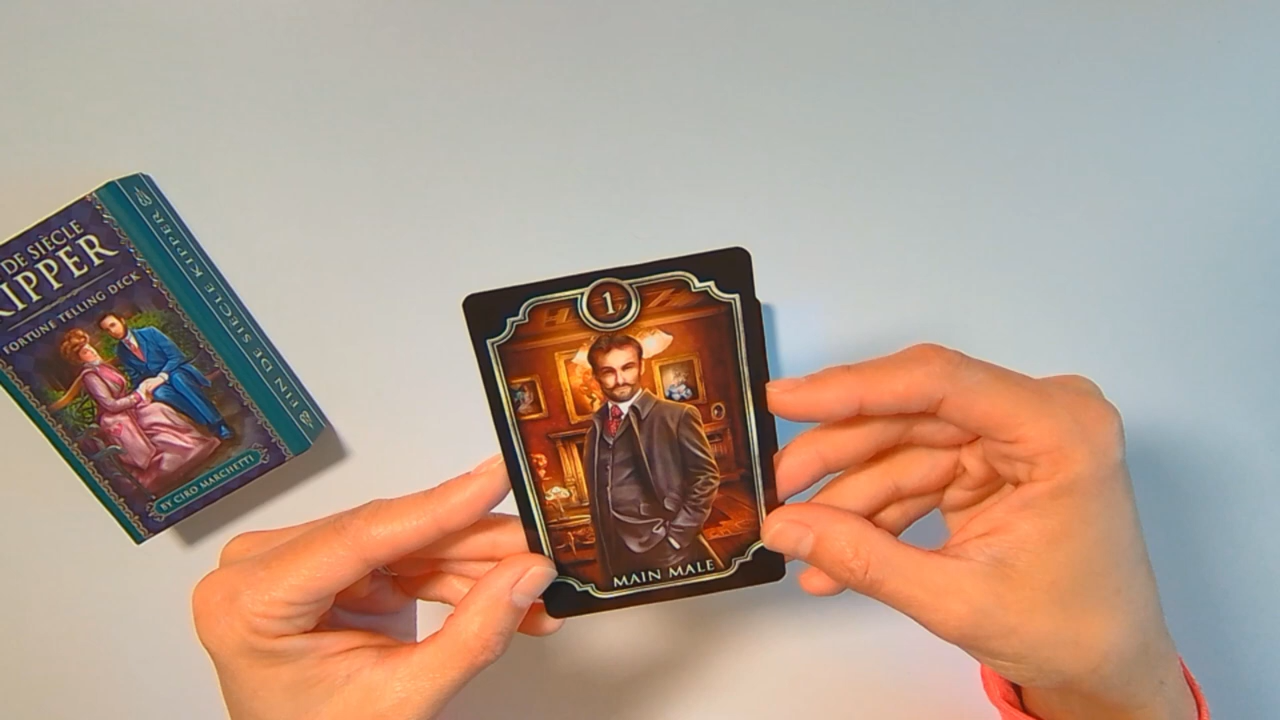 DE SIÈCLE
KIPPER
FORTUNE TELLING DECK
BY CIRO MARCHETTI
FIN DE SIÈCLE KIPPER
1
MAIN MALE